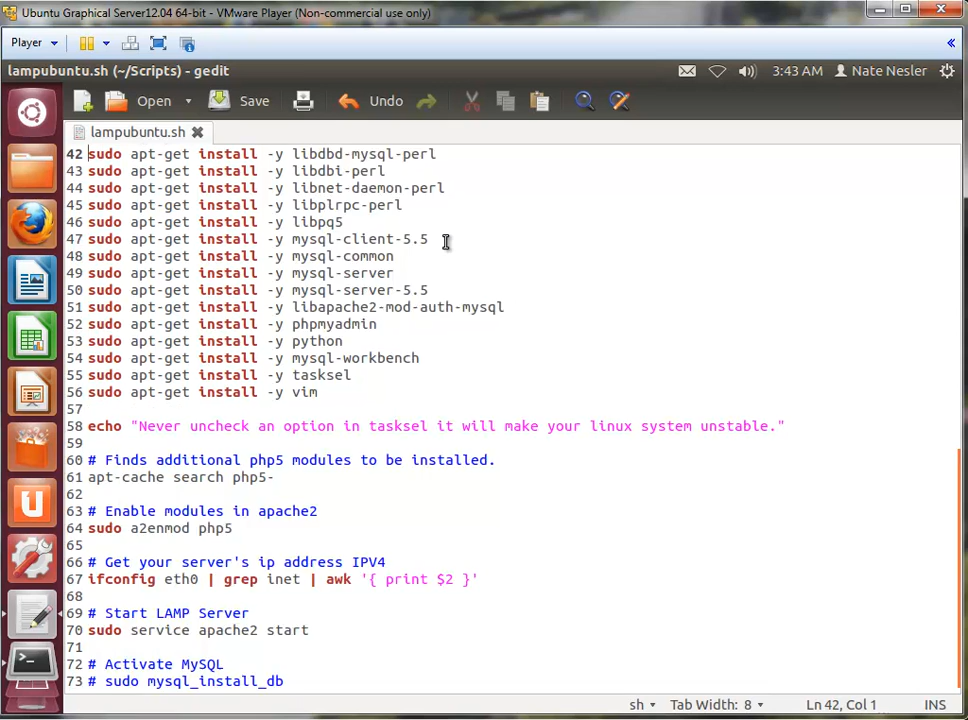 Ubuntu Graphical Server12.04 64-bit - VMware Player (Non-commercial use only)
Player
lampubuntu.sh (~/Scripts) - gedit
3:43 AM
Nate Nesler
Open
Save
Undo
lampubuntu.sh
42 sudo apt-get install -y libdbd-mysql-perl
43 sudo apt-get install -y libdbi-perl
44 sudo apt-get install -y libnet-daemon-perl
45 sudo apt-get install -y libplrpc-perl
46 sudo apt-get install -y libpq5
47 sudo apt-get install -y mysql-client-5.5
48 sudo apt-get install -y mysql-common
49 sudo apt-get install -y mysql-server
50 sudo apt-get install -y mysql-server-5.5
51 sudo apt-get install -y libapache2-mod-auth-mysql
52 sudo apt-get install -y phpmyadmin
53 sudo apt-get install -y python
54 sudo apt-get install -y mysql-workbench
55 sudo apt-get install -y tasksel
56 sudo apt-get install -y vim
57
58 echo "Never uncheck an option in tasksel it will make your linux system unstable."
59
60 # Finds additional php5 modules to be installed.
61 apt-cache search php5-
62
63 # Enable modules in apache2
64 sudo a2enmod php5
65
66 # Get your server's ip address IPV4
67 ifconfig eth0 | grep inet | awk '{ print $2 }'
68
69 # Start LAMP Server
70 sudo service apache2 start
71
72 # Activate MySQL
73 # sudo mysql_install_db
sh
Tab Width: 8
Ln 42, Col 1
INS